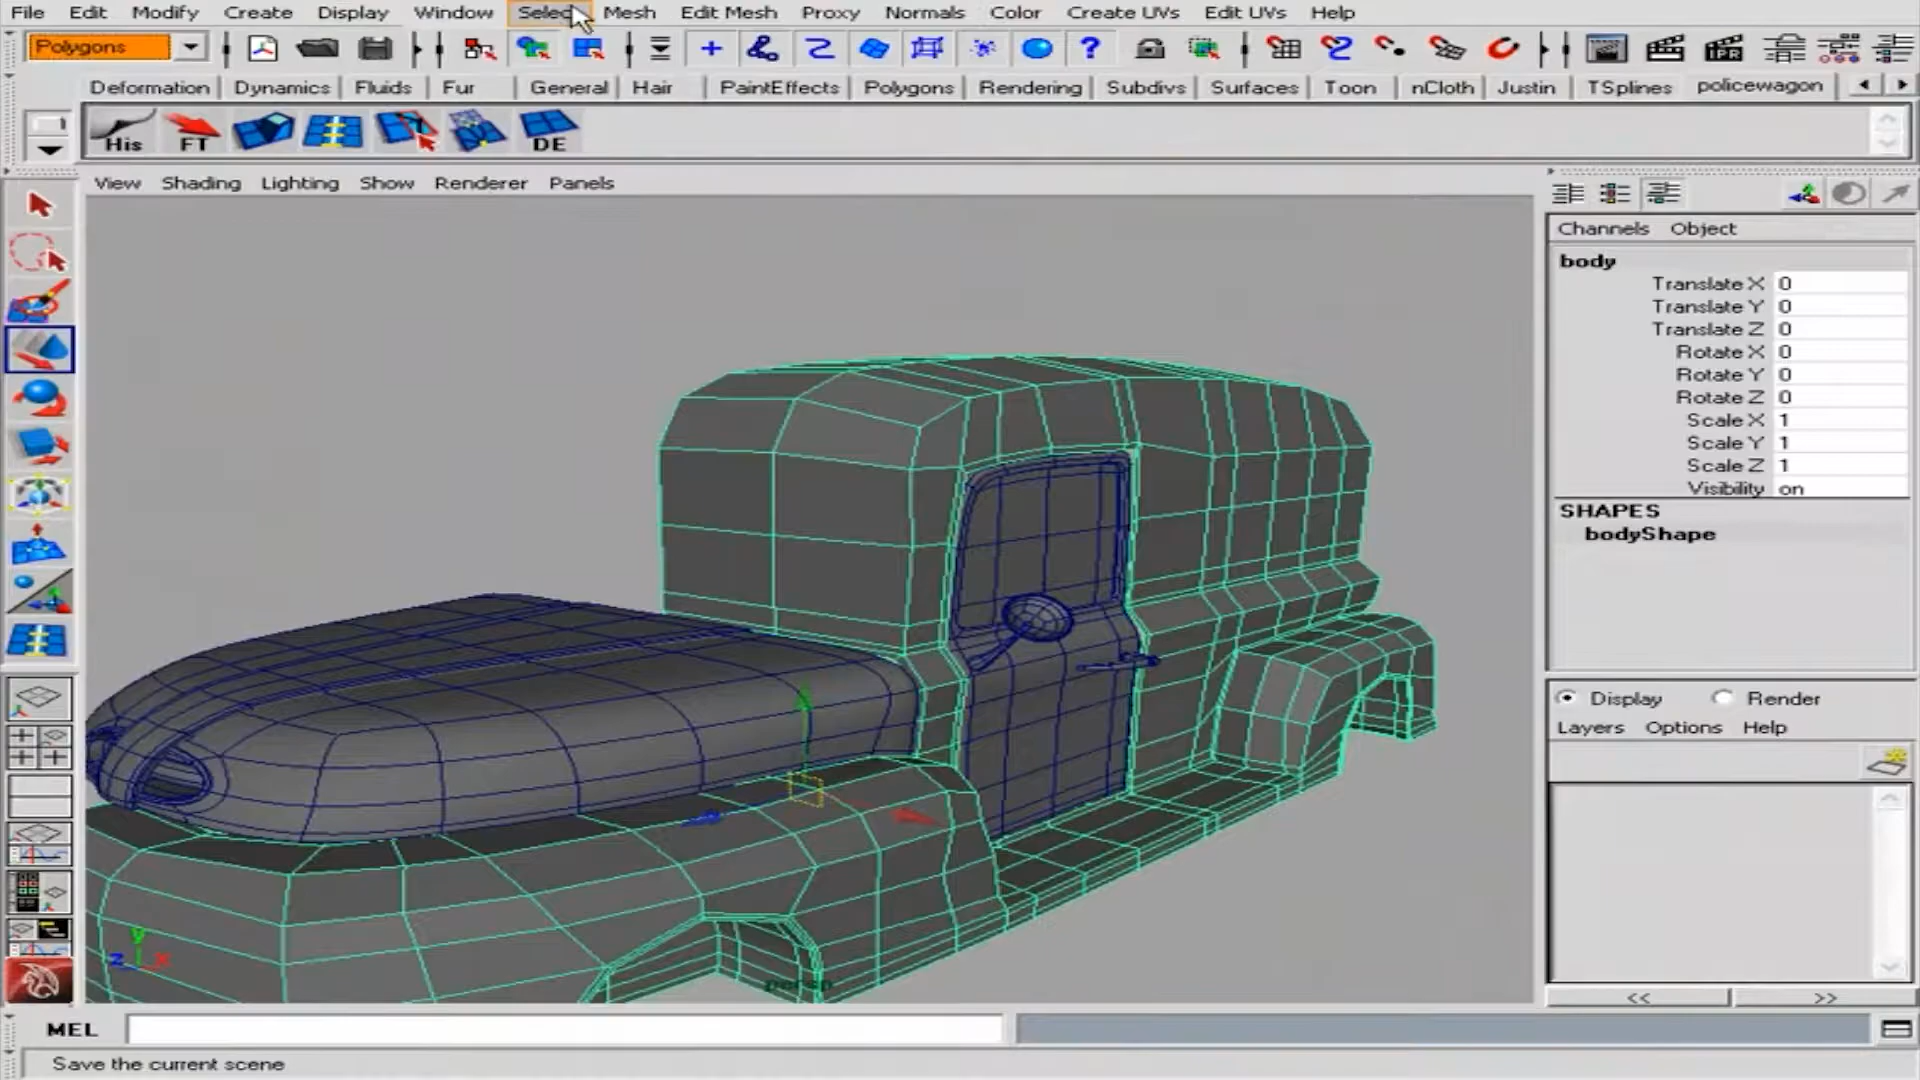 File Edit Modify Create Display Window Select Mesh Edit Mesh Proxy Normals Color Create UVs Edit UVs Help
Polygons
IPR
Deformation Dynamics Fluids Fur General Hair PaintEffects Polygons Rendering Subdivs Surfaces Toon nCloth Justin TSplines policewagon
His FT DE
View Shading Lighting Show Renderer Panels
Channels Object
body
Translate X 0
Translate Y 0
Translate Z 0
Rotate X 0
Rotate Y 0
Rotate Z 0
Scale X 1
Scale Y 1
Scale Z 1
Visibility on
SHAPES
bodyShape
Display Render
Layers Options Help
y
z x
persp
<< >>
MEL
Save the current scene